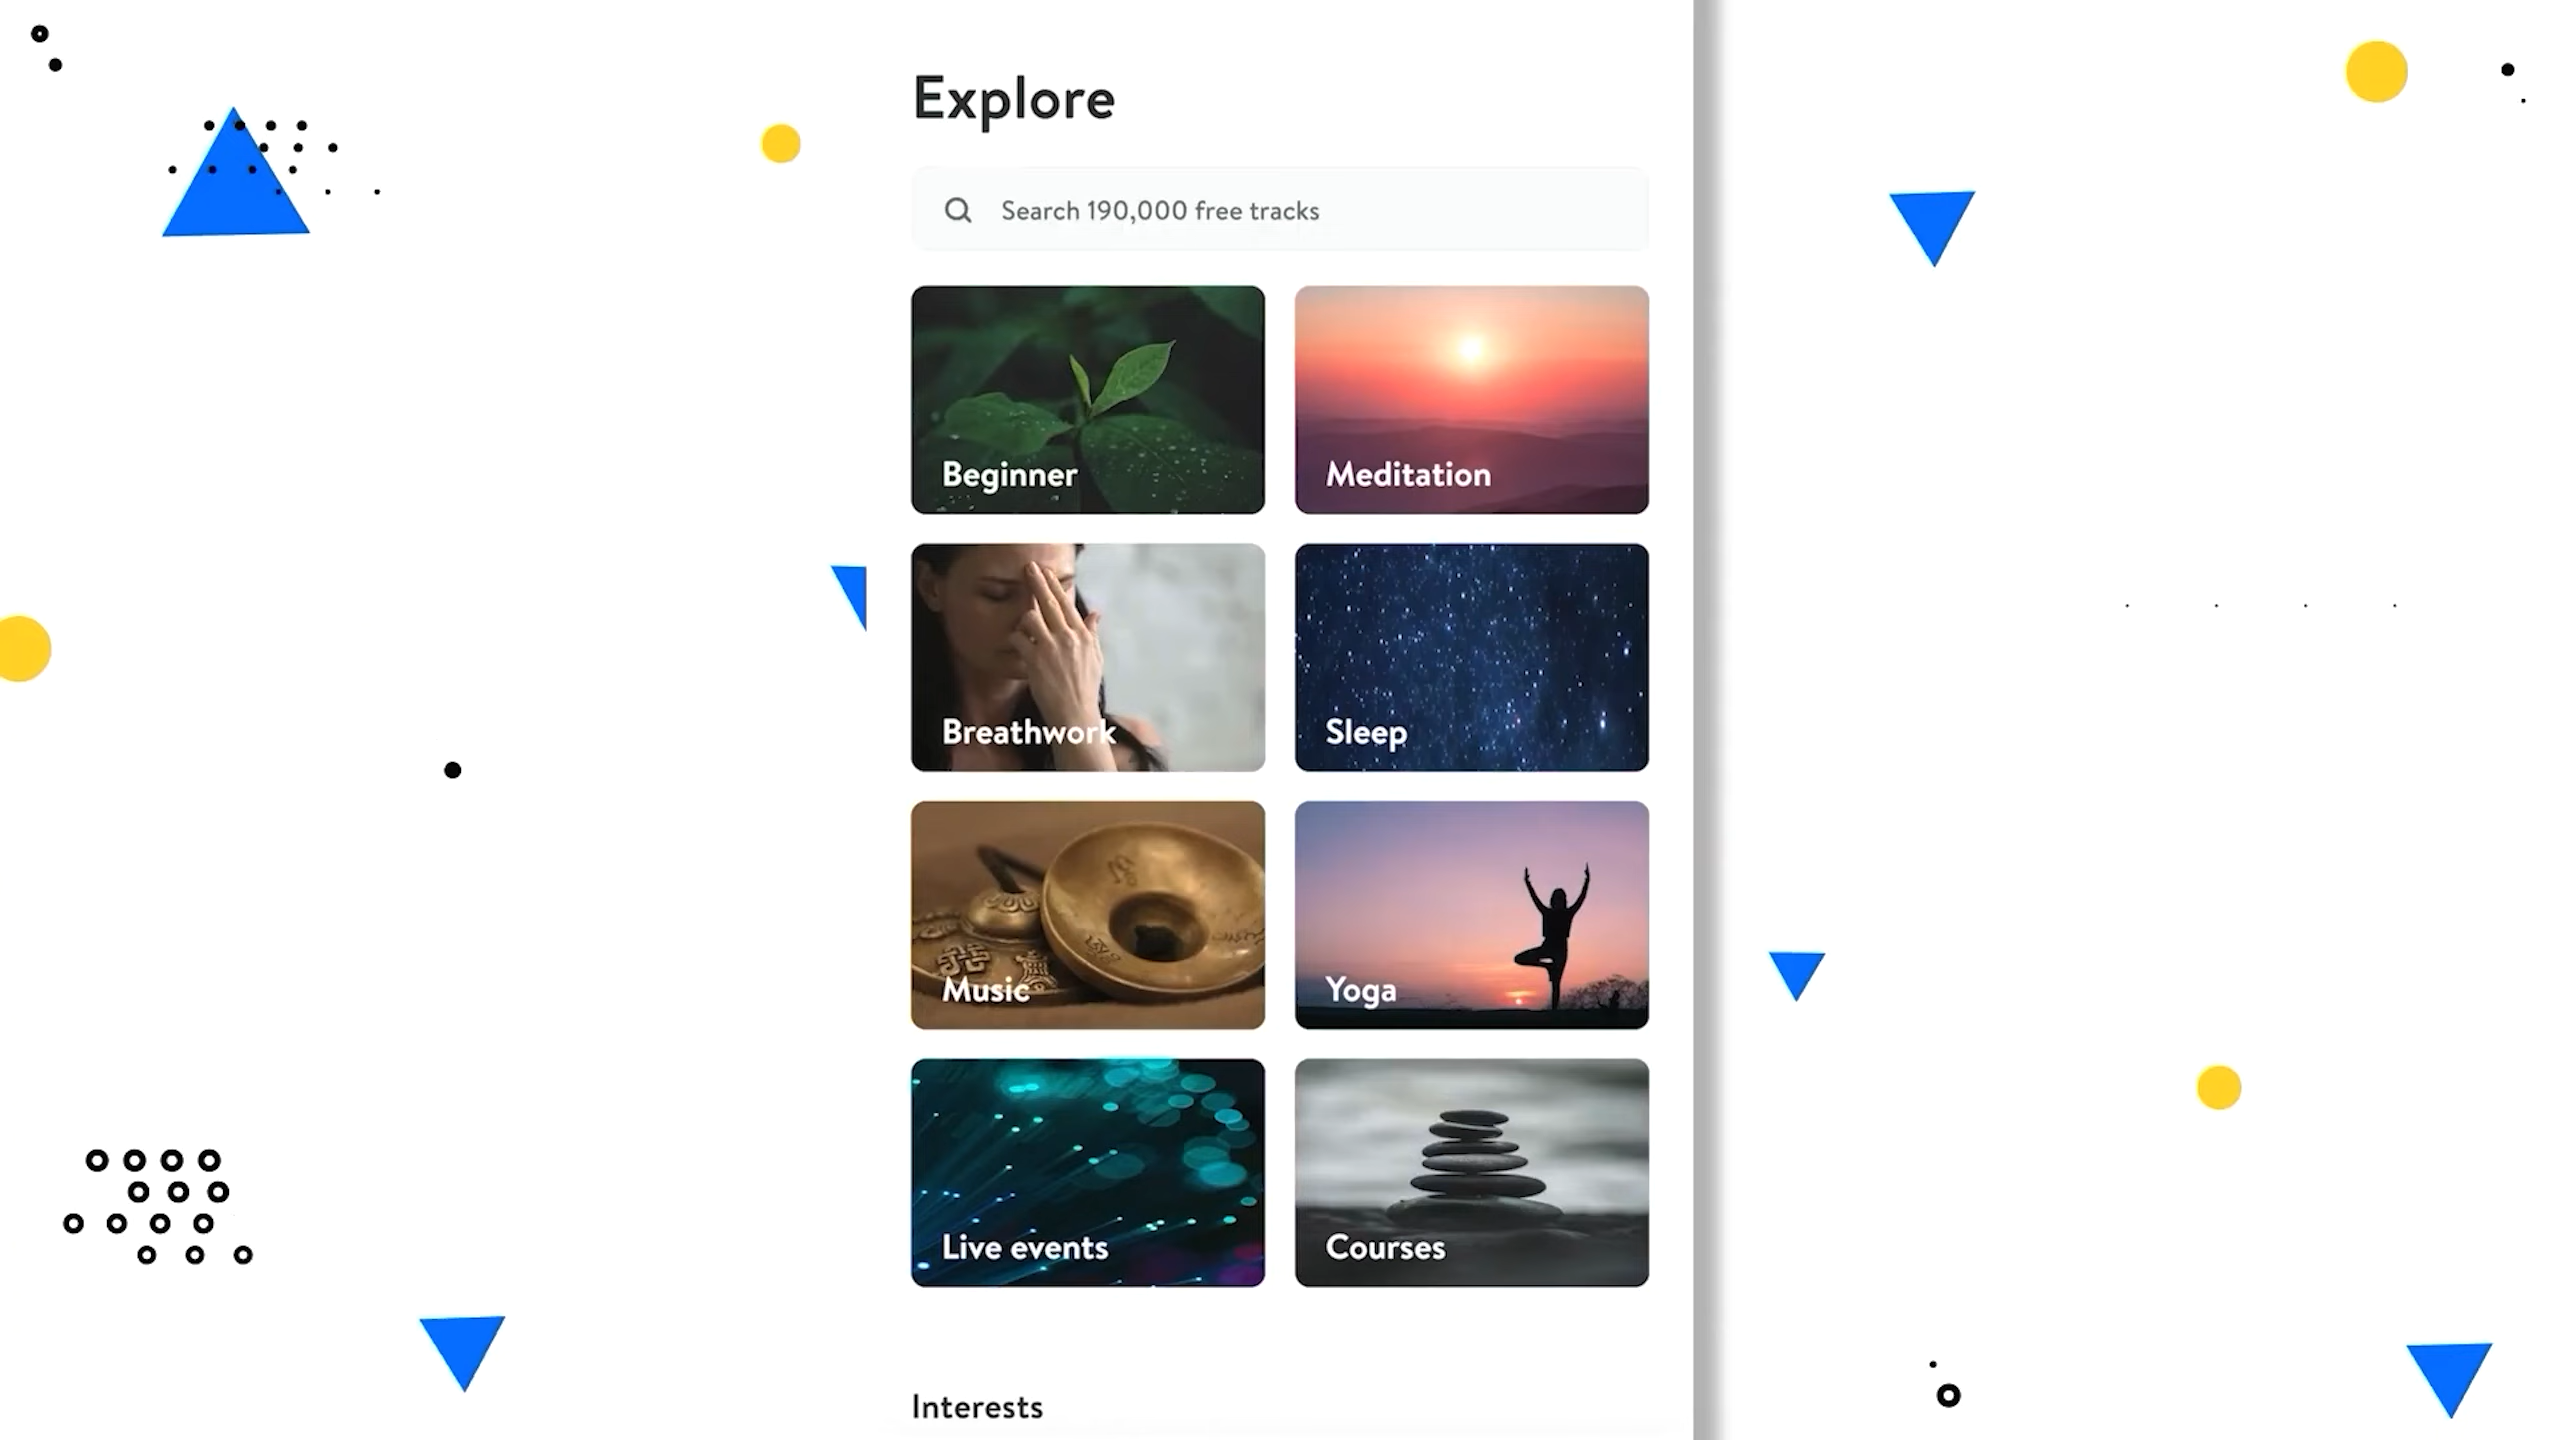 Explore
Search 190,000 free tracks
Beginner
Meditation
Breathwork
Sleep
Music
Yoga
Live events
Courses
Interests